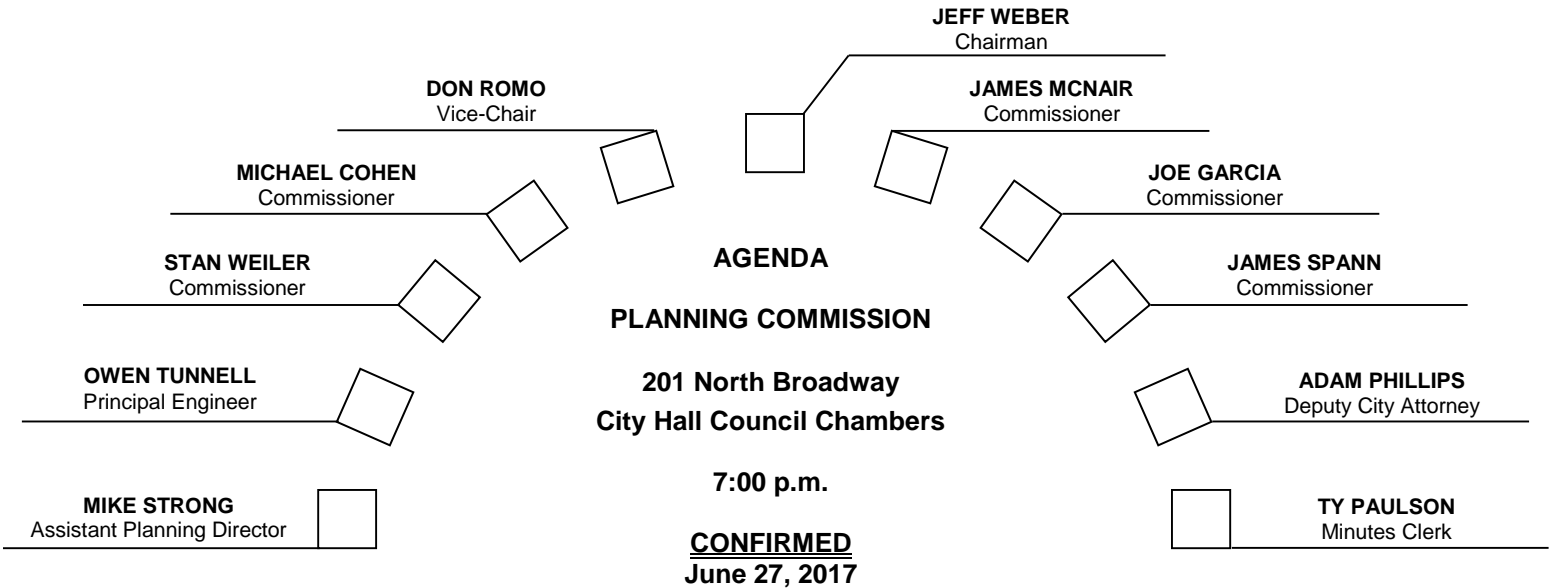 JEFF WEBER
Chairman
DON ROMO
Vice-Chair
JAMES MCNAIR
Commissioner
MICHAEL COHEN
Commissioner
JOE GARCIA
Commissioner
STAN WEILER
Commissioner
JAMES SPANN
Commissioner
OWEN TUNNELL
Principal Engineer
ADAM PHILLIPS
Deputy City Attorney
MIKE STRONG
Assistant Planning Director
TY PAULSON
Minutes Clerk
AGENDA
PLANNING COMMISSION
201 North Broadway
City Hall Council Chambers
7:00 p.m.
CONFIRMED
June 27, 2017